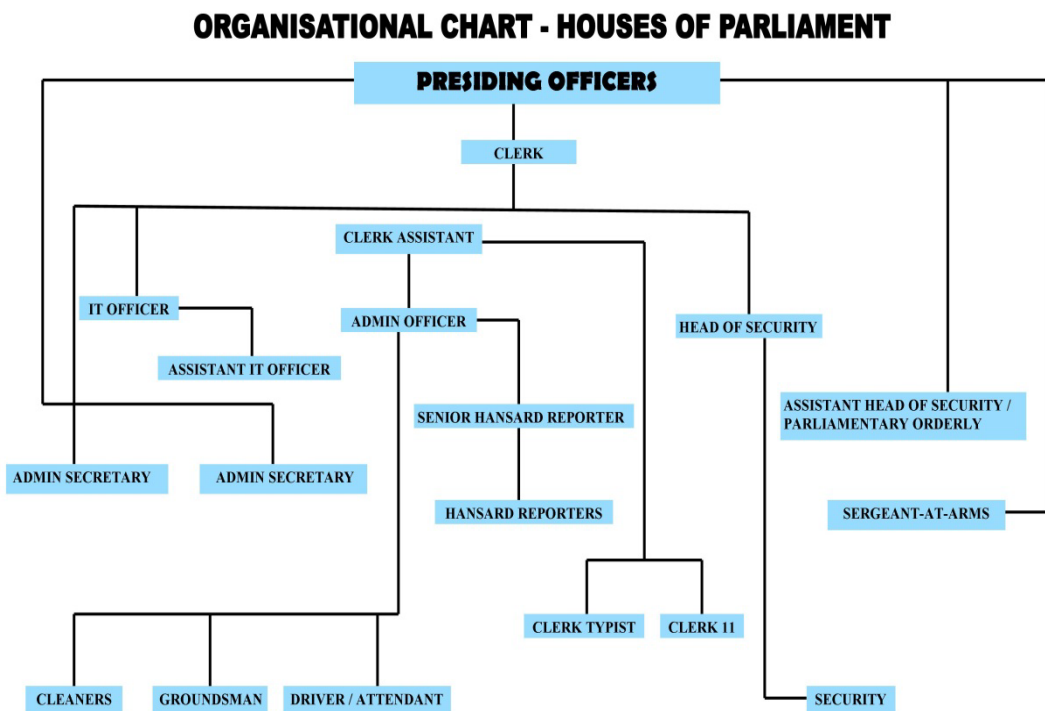 ORGANISATIONAL CHART - HOUSES OF PARLIAMENT
PRESIDING OFFICERS
CLERK
CLERK ASSISTANT
IT OFFICER
ADMIN OFFICER
HEAD OF SECURITY
ASSISTANT IT OFFICER
ASSISTANT HEAD OF SECURITY /
PARLIAMENTARY ORDERLY
SENIOR HANSARD REPORTER
ADMIN SECRETARY
ADMIN SECRETARY
HANSARD REPORTERS
SERGEANT-AT-ARMS
CLERK TYPIST
CLERK 11
CLEANERS
GROUNDSMAN
DRIVER / ATTENDANT
SECURITY